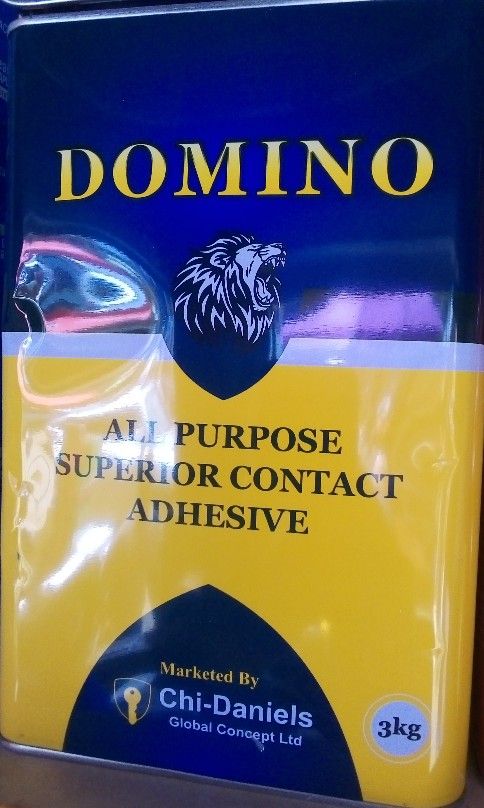 DOMINO
ALL PURPOSE
SUPERIOR CONTACT
ADHESIVE
Marketed By
Chi-Daniels
Global Concept Ltd
3kg